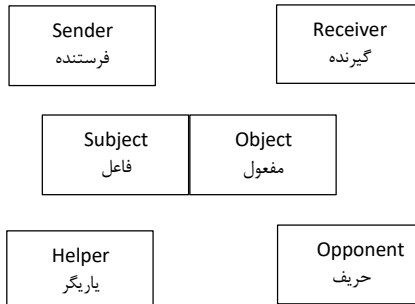 Sender
فرستنده
Receiver
گیرنده
Subject
فاعل
Object
مفعول
Helper
یاریگر
Opponent
حریف